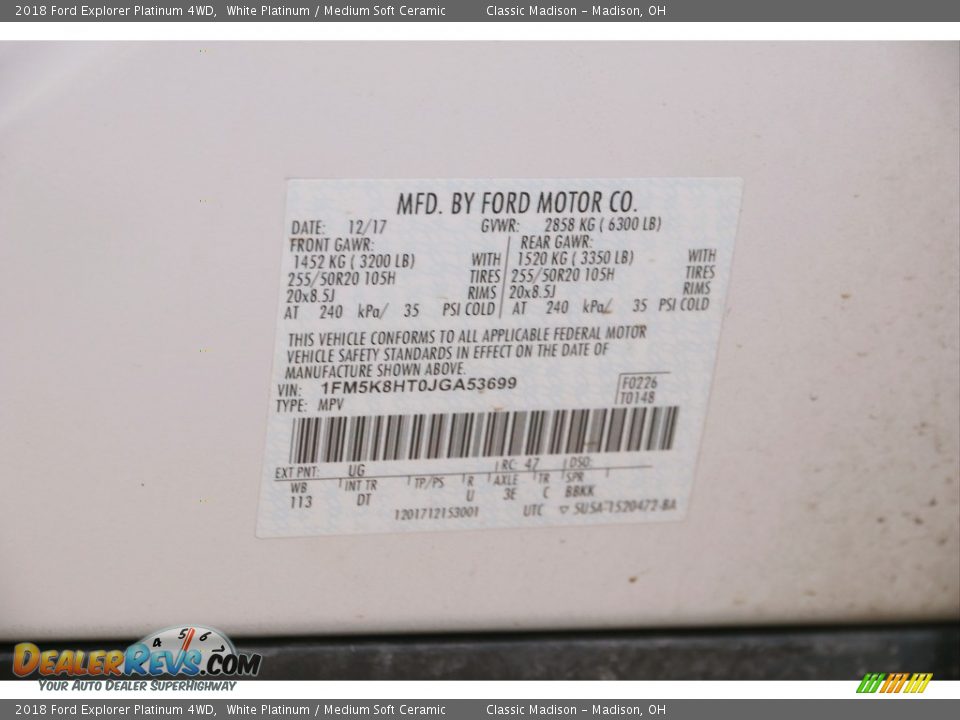 2018 Ford Explorer Platinum 4WD, White Platinum / Medium Soft Ceramic Classic Madison - Madison, OH
MFD. BY FORD MOTOR CO.
DATE: 12/17 GVWR: 2858 KG ( 6300 LB)
FRONT GAWR: REAR GAWR:
1452 KG ( 3200 LB) WITH 1520 KG ( 3350 LB) WITH
255/50R20 105H TIRES 255/50R20 105H TIRES
20x8.5J RIMS 20x8.5J RIMS
AT 240 kPa/ 35 PSI COLD AT 240 kPa/ 35 PSI COLD
THIS VEHICLE CONFORMS TO ALL APPLICABLE FEDERAL MOTOR
VEHICLE SAFETY STANDARDS IN EFFECT ON THE DATE OF
MANUFACTURE SHOWN ABOVE.
VIN: 1FM5K8HT0JGA53699 F0226
TYPE: MPV T0148
EXT PNT: UG RC: 47 DSO:
WB INT TR TP/PS R AXLE TR SPR
113 DT U 3E C BBKK
1201712153001 UTC ▽ 5U5A-1520472-BA
4 5 6
DEALERREVS.COM
YOUR AUTO DEALER SUPERHIGHWAY
2018 Ford Explorer Platinum 4WD, White Platinum / Medium Soft Ceramic Classic Madison - Madison, OH